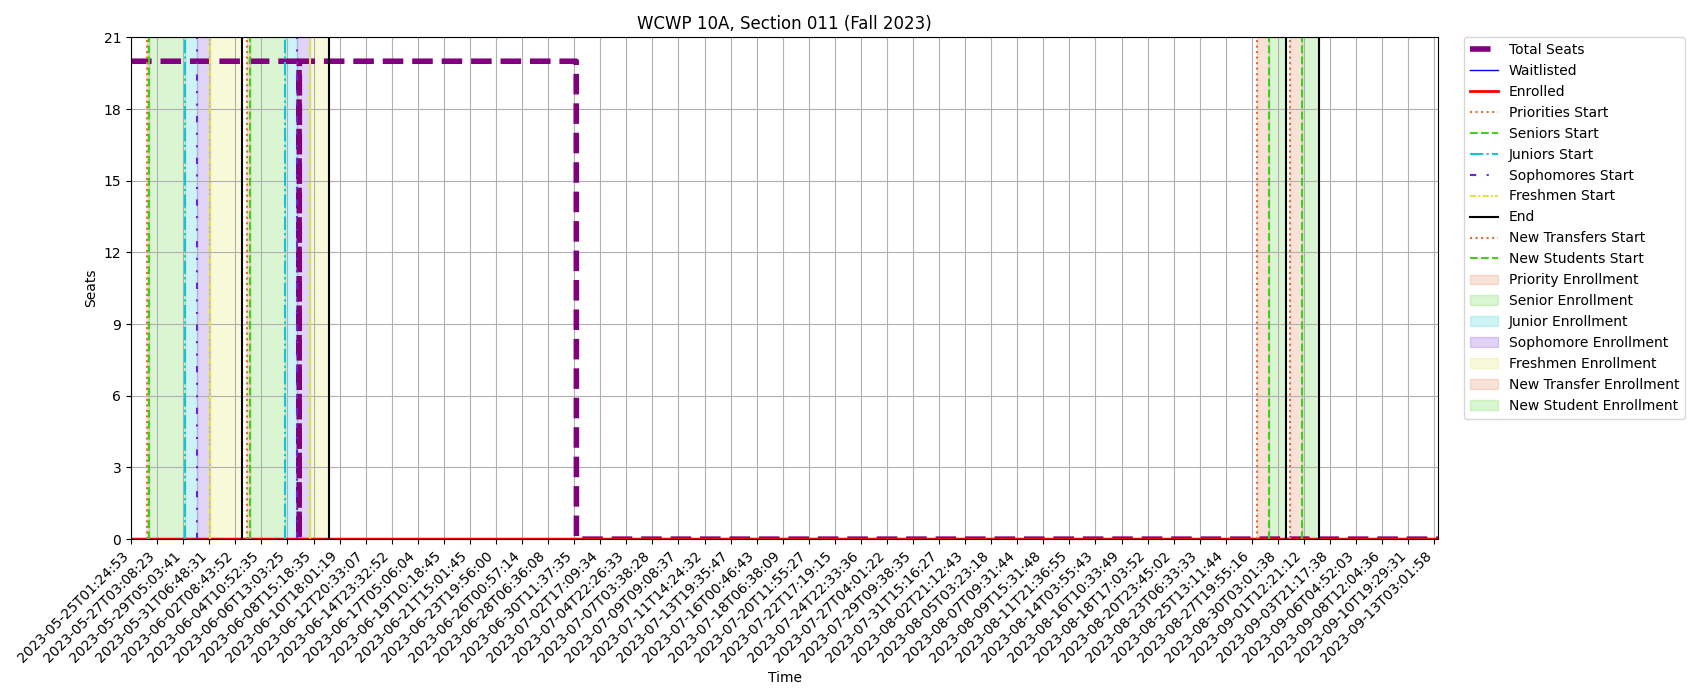 WCWP 10A, Section 011 (Fall 2023)
21
18
15
12
9
6
3
0
Seats
2023-05-25T01:24:53
2023-05-27T03:08:23
2023-05-29T05:03:41
2023-05-31T06:48:31
2023-06-02T08:43:52
2023-06-04T10:52:35
2023-06-06T13:03:25
2023-06-08T15:18:35
2023-06-10T18:01:19
2023-06-12T20:33:07
2023-06-14T23:32:52
2023-06-17T05:06:04
2023-06-19T10:18:45
2023-06-21T15:01:45
2023-06-23T19:56:00
2023-06-26T00:57:14
2023-06-28T06:36:08
2023-06-30T11:37:35
2023-07-02T17:09:34
2023-07-04T22:26:33
2023-07-07T03:38:28
2023-07-09T09:08:37
2023-07-11T14:24:32
2023-07-13T19:35:47
2023-07-16T00:46:43
2023-07-18T06:38:09
2023-07-20T11:55:27
2023-07-22T17:19:15
2023-07-24T22:33:36
2023-07-27T04:01:22
2023-07-29T09:38:35
2023-07-31T15:16:27
2023-08-02T21:12:43
2023-08-05T03:23:18
2023-08-07T09:31:44
2023-08-09T15:31:48
2023-08-11T21:36:55
2023-08-14T03:55:43
2023-08-16T10:33:49
2023-08-18T17:03:52
2023-08-20T23:45:02
2023-08-23T06:33:33
2023-08-25T13:11:44
2023-08-27T19:55:16
2023-08-30T03:01:38
2023-09-01T12:21:12
2023-09-03T21:17:38
2023-09-06T04:52:03
2023-09-08T12:04:36
2023-09-10T19:29:31
2023-09-13T03:01:58
Time
Total Seats
Waitlisted
Enrolled
Priorities Start
Seniors Start
Juniors Start
Sophomores Start
Freshmen Start
End
New Transfers Start
New Students Start
Priority Enrollment
Senior Enrollment
Junior Enrollment
Sophomore Enrollment
Freshmen Enrollment
New Transfer Enrollment
New Student Enrollment